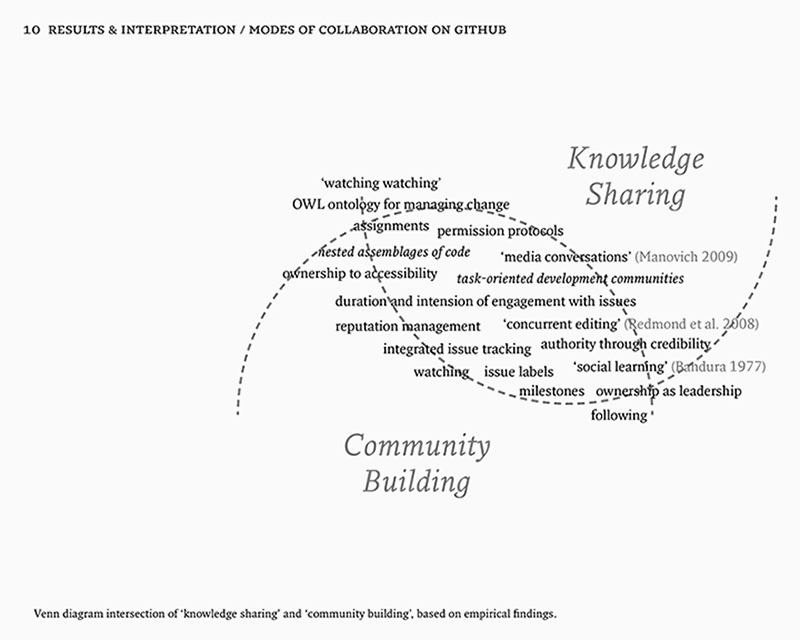 10 RESULTS & INTERPRETATION / MODES OF COLLABORATION ON GITHUB
Knowledge
Sharing
‘watching watching’
OWL ontology for managing change
assignments permission protocols
nested assemblages of code ‘media conversations’ (Manovich 2009)
ownership to accessibility task-oriented development communities
duration and intension of engagement with issues
reputation management ‘concurrent editing’ (Redmond et al. 2008)
integrated issue tracking authority through credibility
watching issue labels ‘social learning’ (Bandura 1977)
milestones ownership as leadership
following
Community
Building
Venn diagram intersection of ‘knowledge sharing’ and ‘community building’, based on empirical findings.